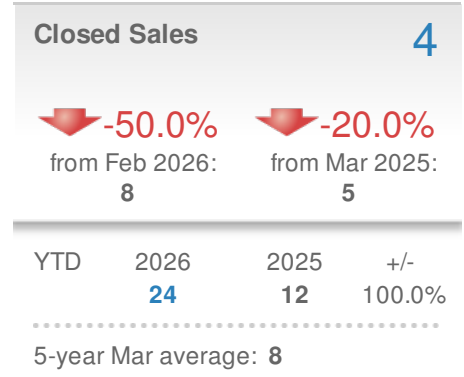 Closed Sales 4
-50.0% -20.0%
from Feb 2026: from Mar 2025:
8 5
YTD 2026 2025 +/-
24 12 100.0%
5-year Mar average: 8